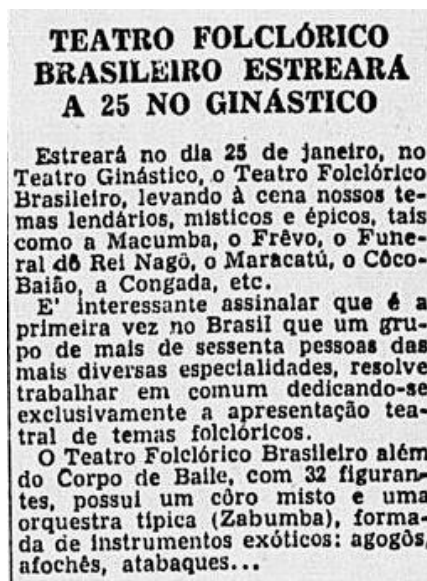 TEATRO FOLCLÓRICO
BRASILEIRO ESTREARÁ
A 25 NO GINÁSTICO
Estreará no dia 25 de janeiro, no
Teatro Ginástico, o Teatro Folclórico
Brasileiro, levando à cena nossos te-
mas lendários, místicos e épicos, tais
como a Macumba, o Frêvo, o Fune-
ral do Rei Nagô, o Maracatú, o Côco-
Baião, a Congada, etc.
E' interessante assinalar que é a
primeira vez no Brasil que um gru-
po de mais de sessenta pessoas das
mais diversas especialidades, resolve
trabalhar em comum dedicando-se
exclusivamente a apresentação tea-
tral de temas folclóricos.
O Teatro Folclórico Brasileiro além
do Corpo de Baile, com 32 figuran-
tes, possui um côro misto e uma
orquestra típica (Zabumba), forma-
da de instrumentos exóticos: agogôs,
afochês, atabaques...